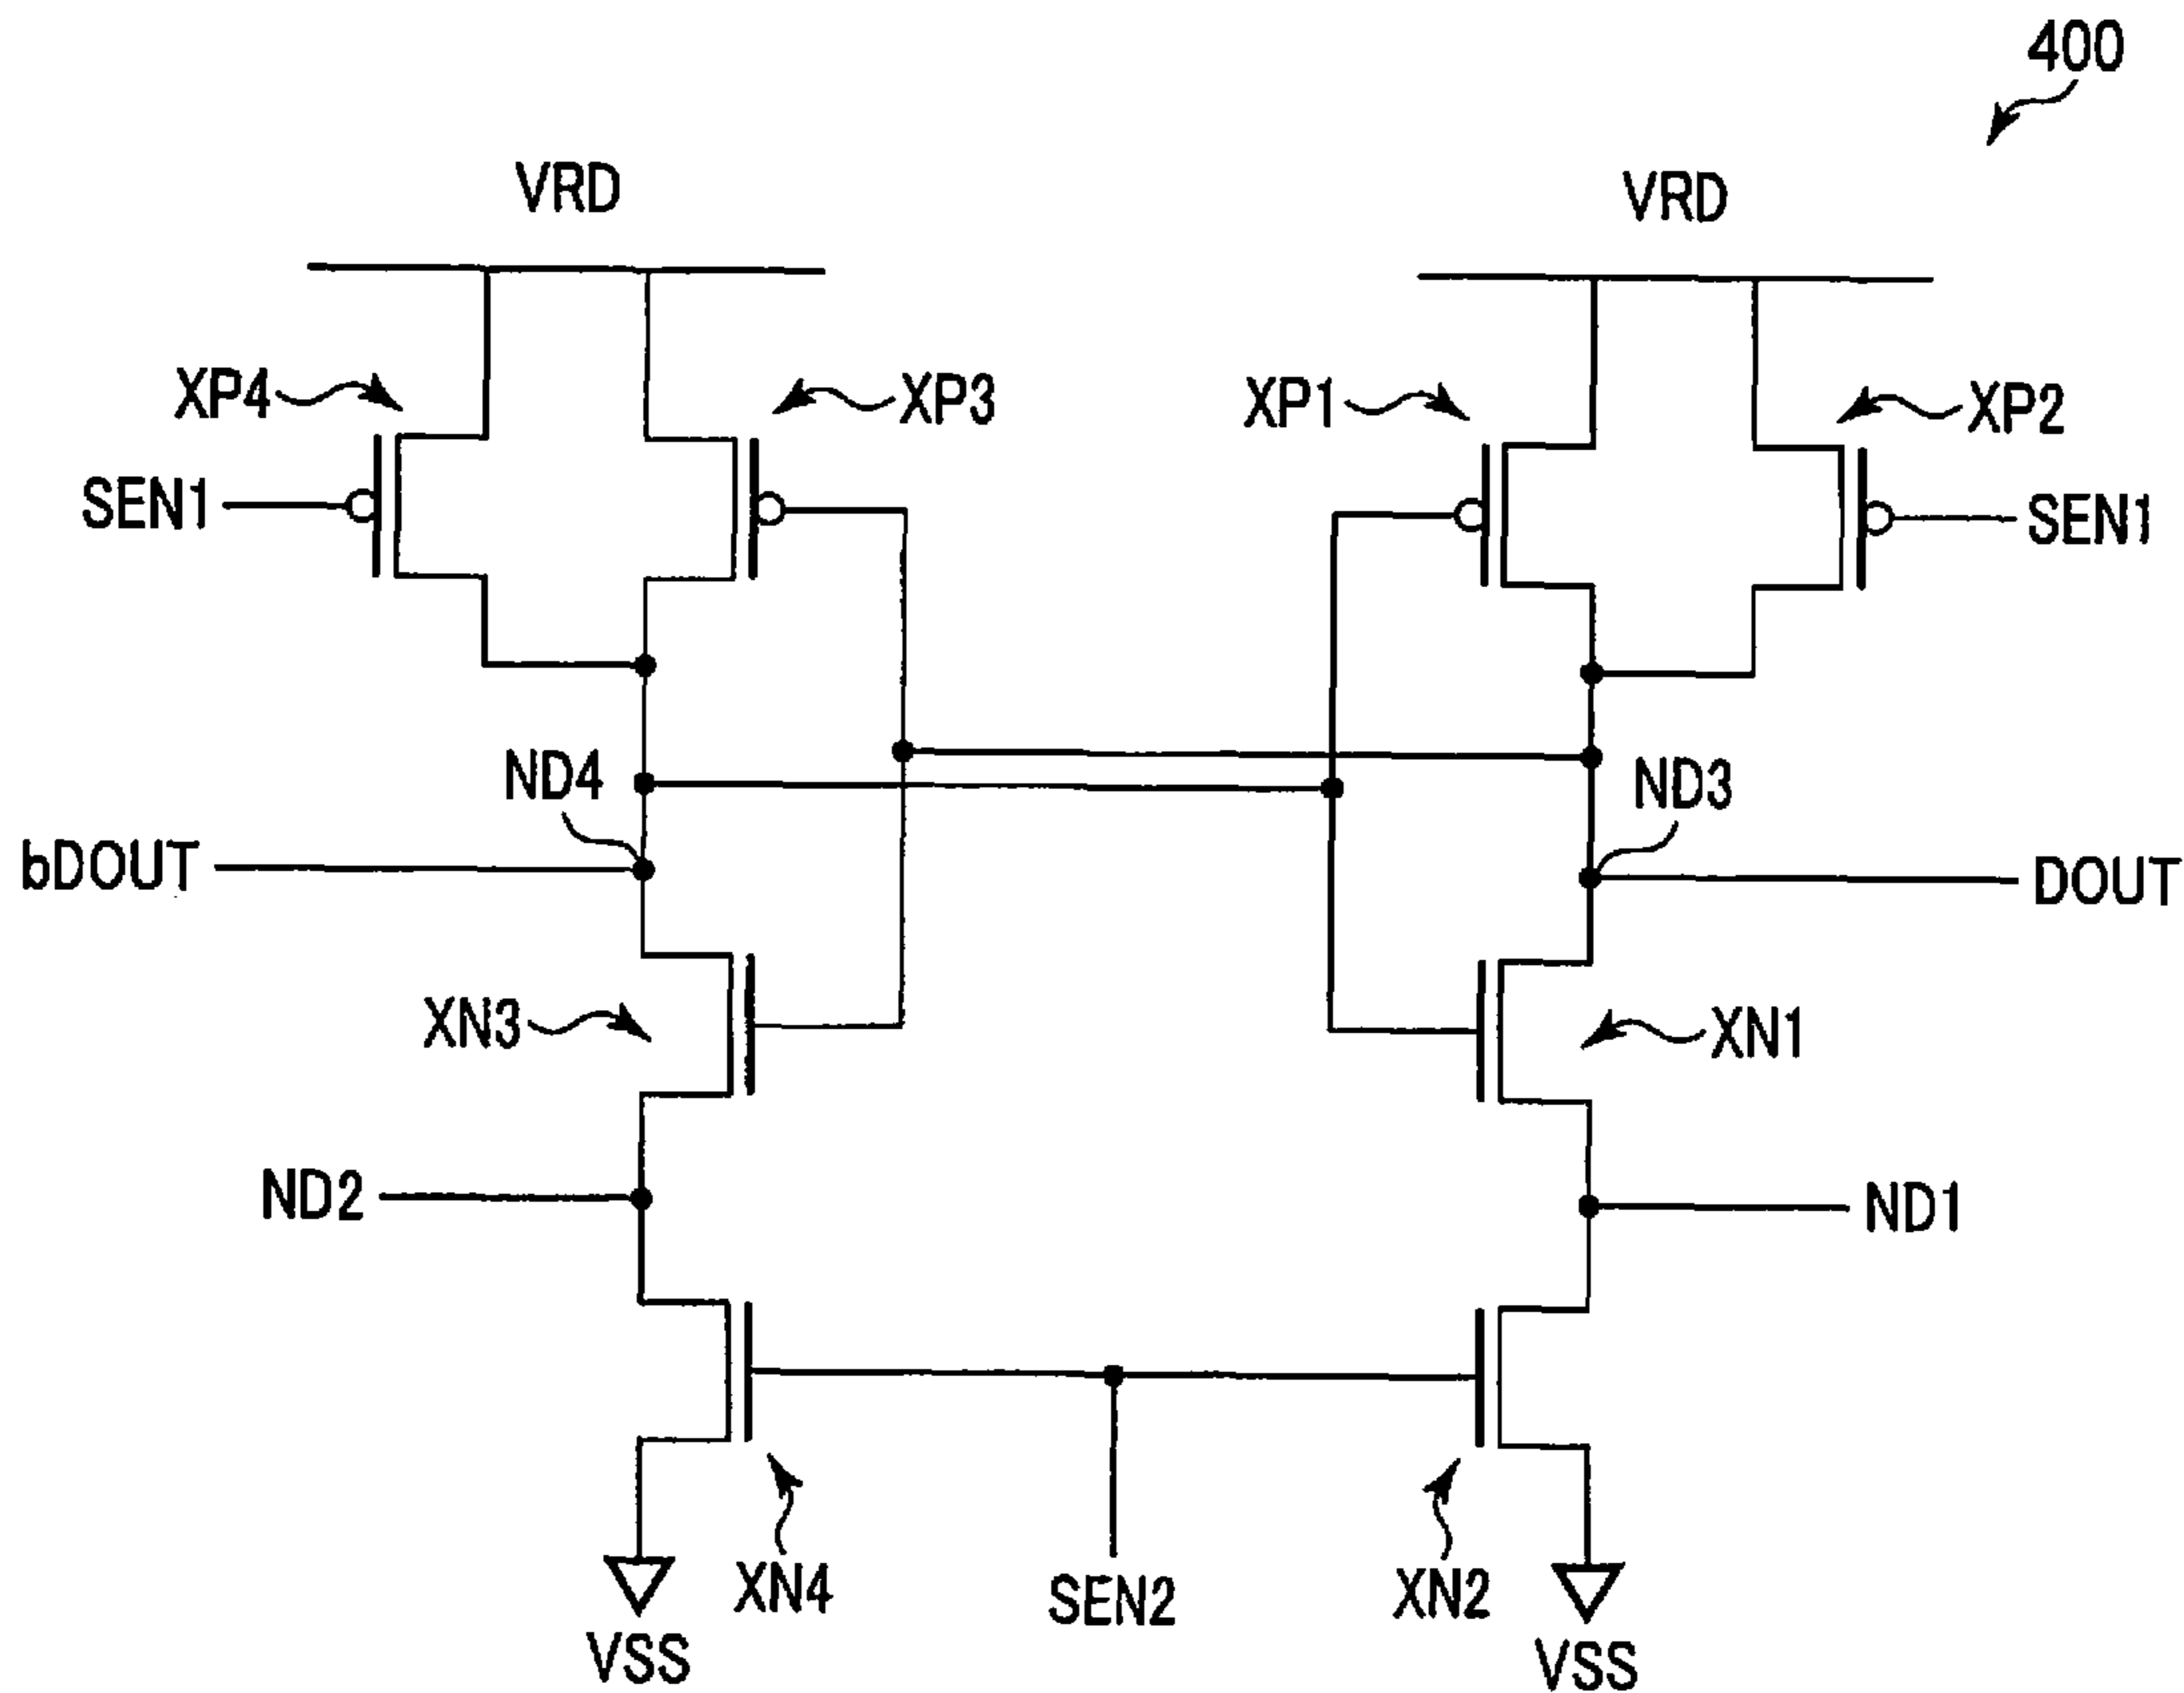 400
VRD
VRD
XP4
XP3
XP1
XP2
SEN1
SEN1
ND4
ND3
bDOUT
DOUT
XN3
XN1
ND2
ND1
XN4
SEN2
XN2
VSS
VSS